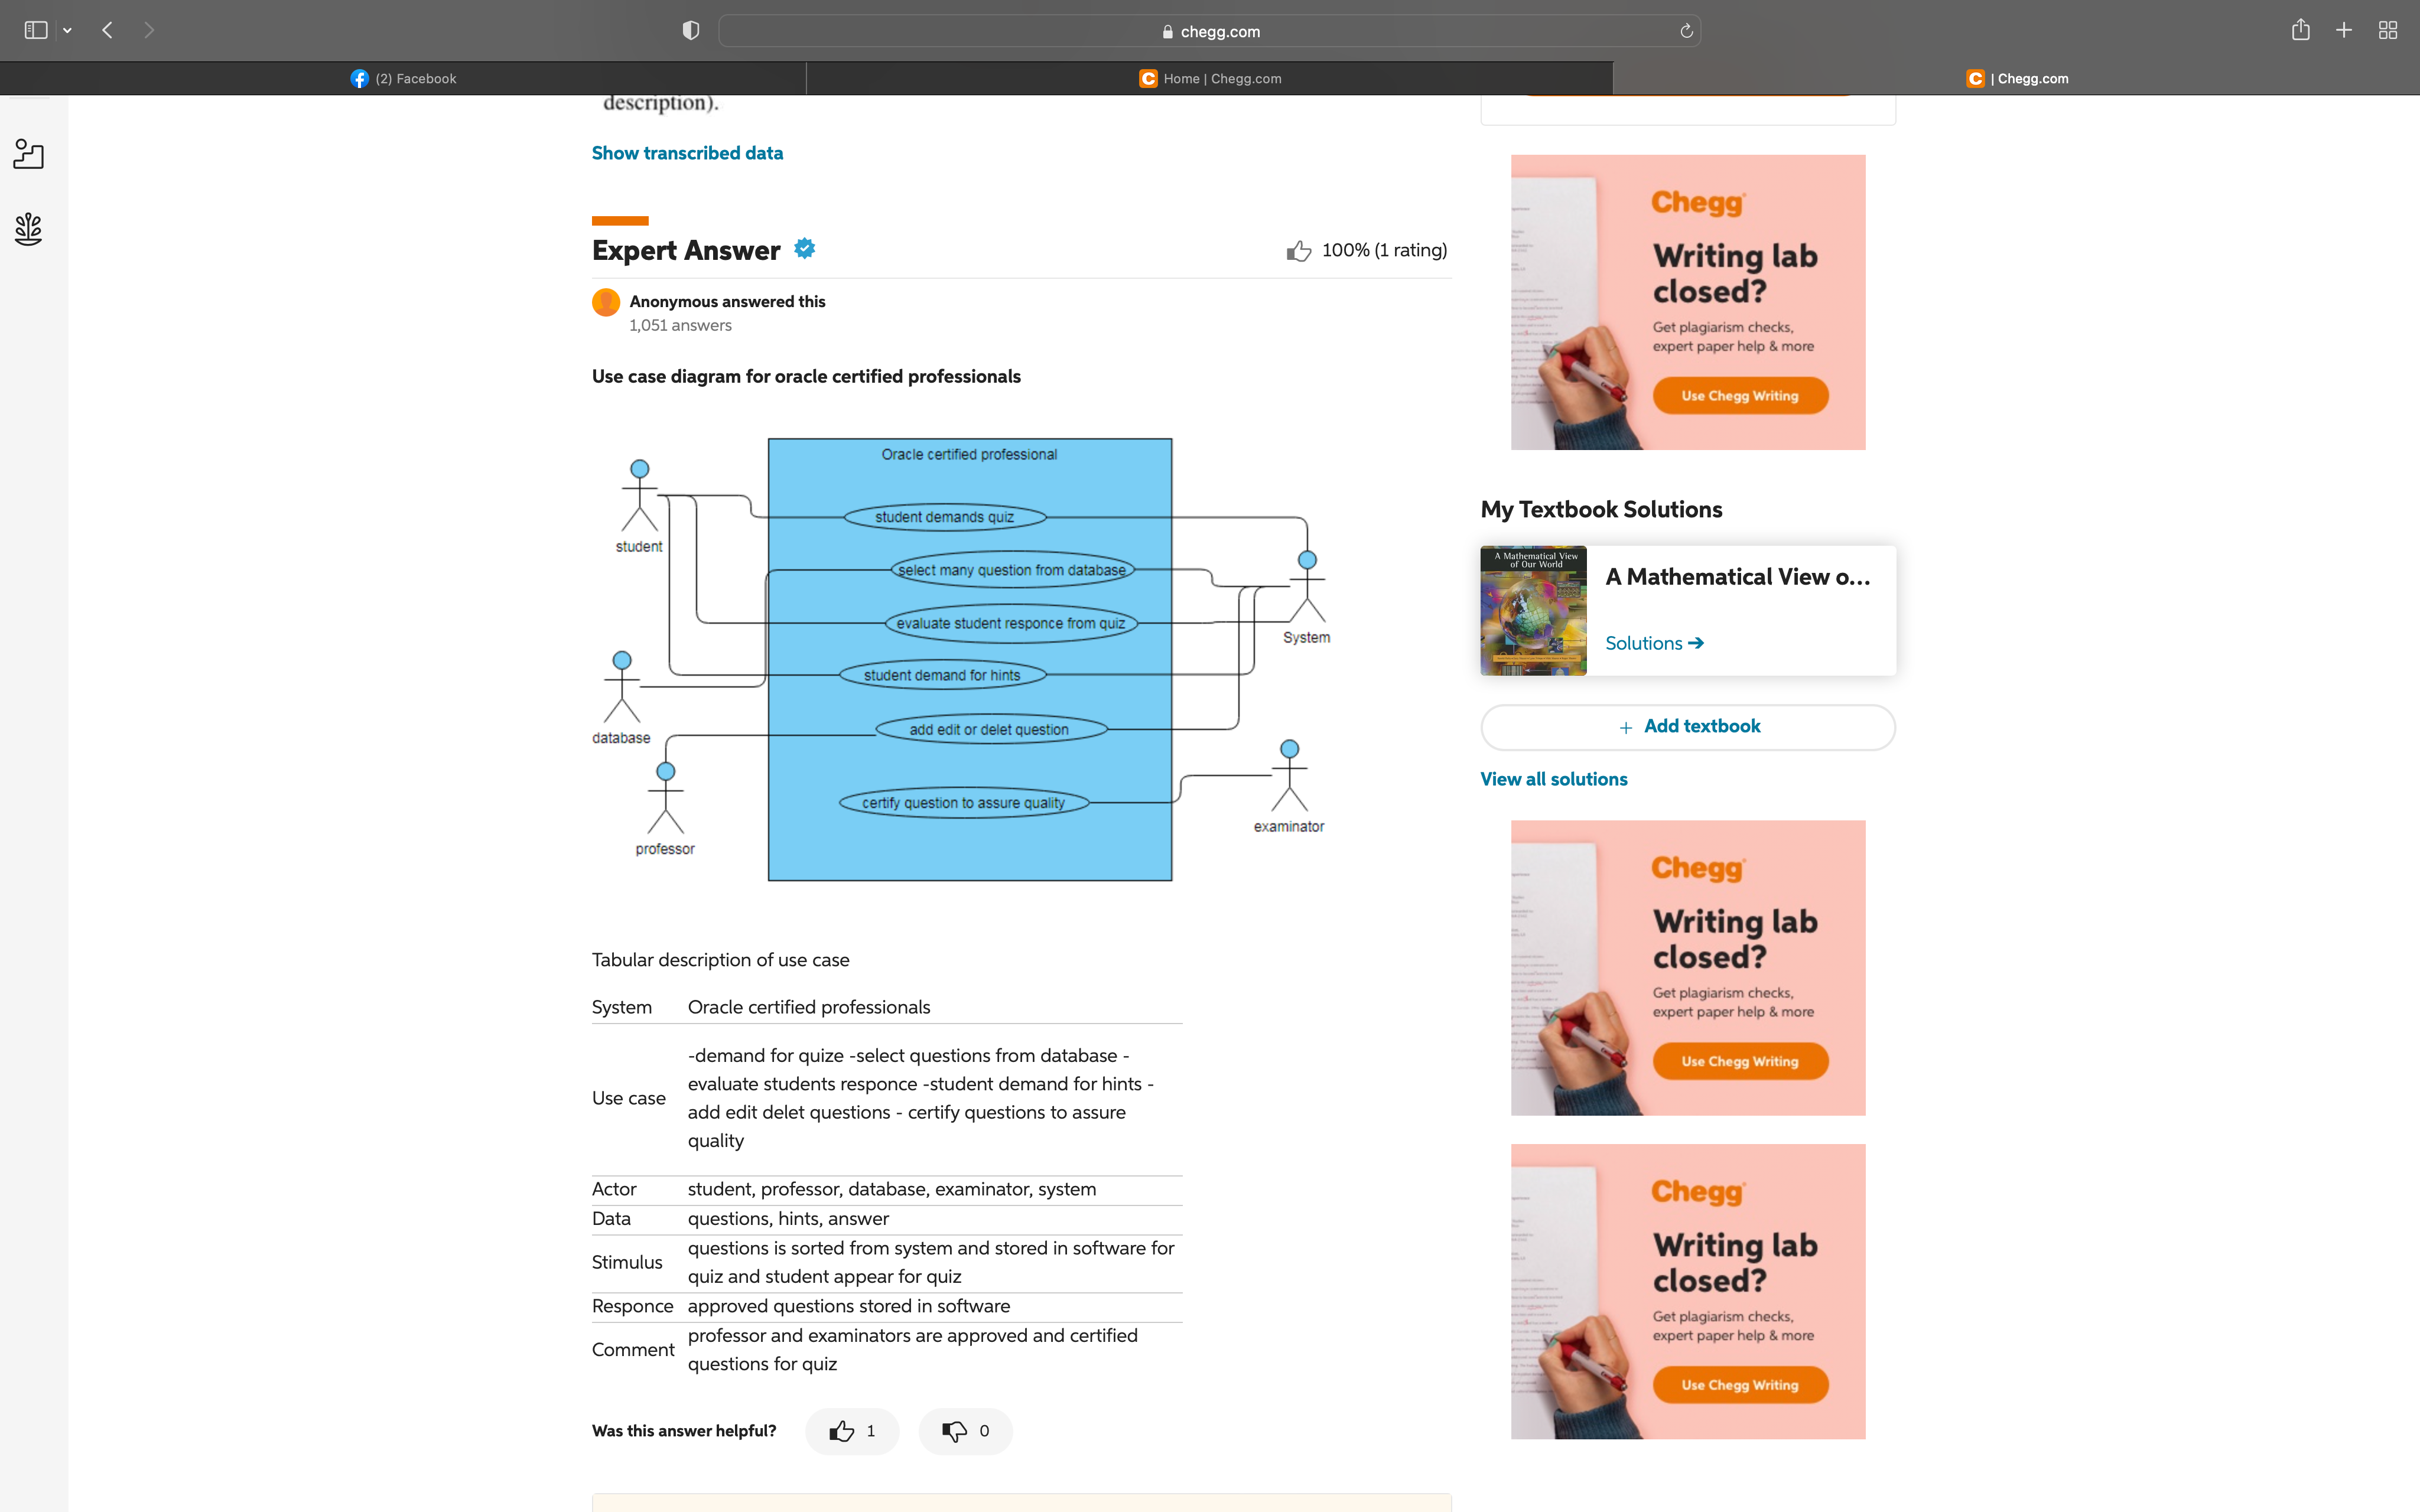 chegg.com
(2) Facebook
Home | Chegg.com
| Chegg.com
description).
Show transcribed data
Expert Answer
100% (1 rating)
Anonymous answered this
1,051 answers
Use case diagram for oracle certified professionals
Oracle certified professional
student demands quiz
student
select many question from database
evaluate student responce from quiz
System
student demand for hints
add edit or delet question
database
certify question to assure quality
examinator
professor
Tabular description of use case
System Oracle certified professionals
Use case
-demand for quize -select questions from database -
evaluate students responce -student demand for hints -
add edit delet questions - certify questions to assure
quality
Actor student, professor, database, examinator, system
Data questions, hints, answer
Stimulus
questions is sorted from system and stored in software for
quiz and student appear for quiz
Responce approved questions stored in software
Comment
professor and examinators are approved and certified
questions for quiz
Was this answer helpful? 1 0
Chegg
Writing lab
closed?
Get plagiarism checks,
expert paper help & more
Use Chegg Writing
My Textbook Solutions
A Mathematical View
of Our World
A Mathematical View o...
Solutions
+ Add textbook
View all solutions
Chegg
Writing lab
closed?
Get plagiarism checks,
expert paper help & more
Use Chegg Writing
Chegg
Writing lab
closed?
Get plagiarism checks,
expert paper help & more
Use Chegg Writing